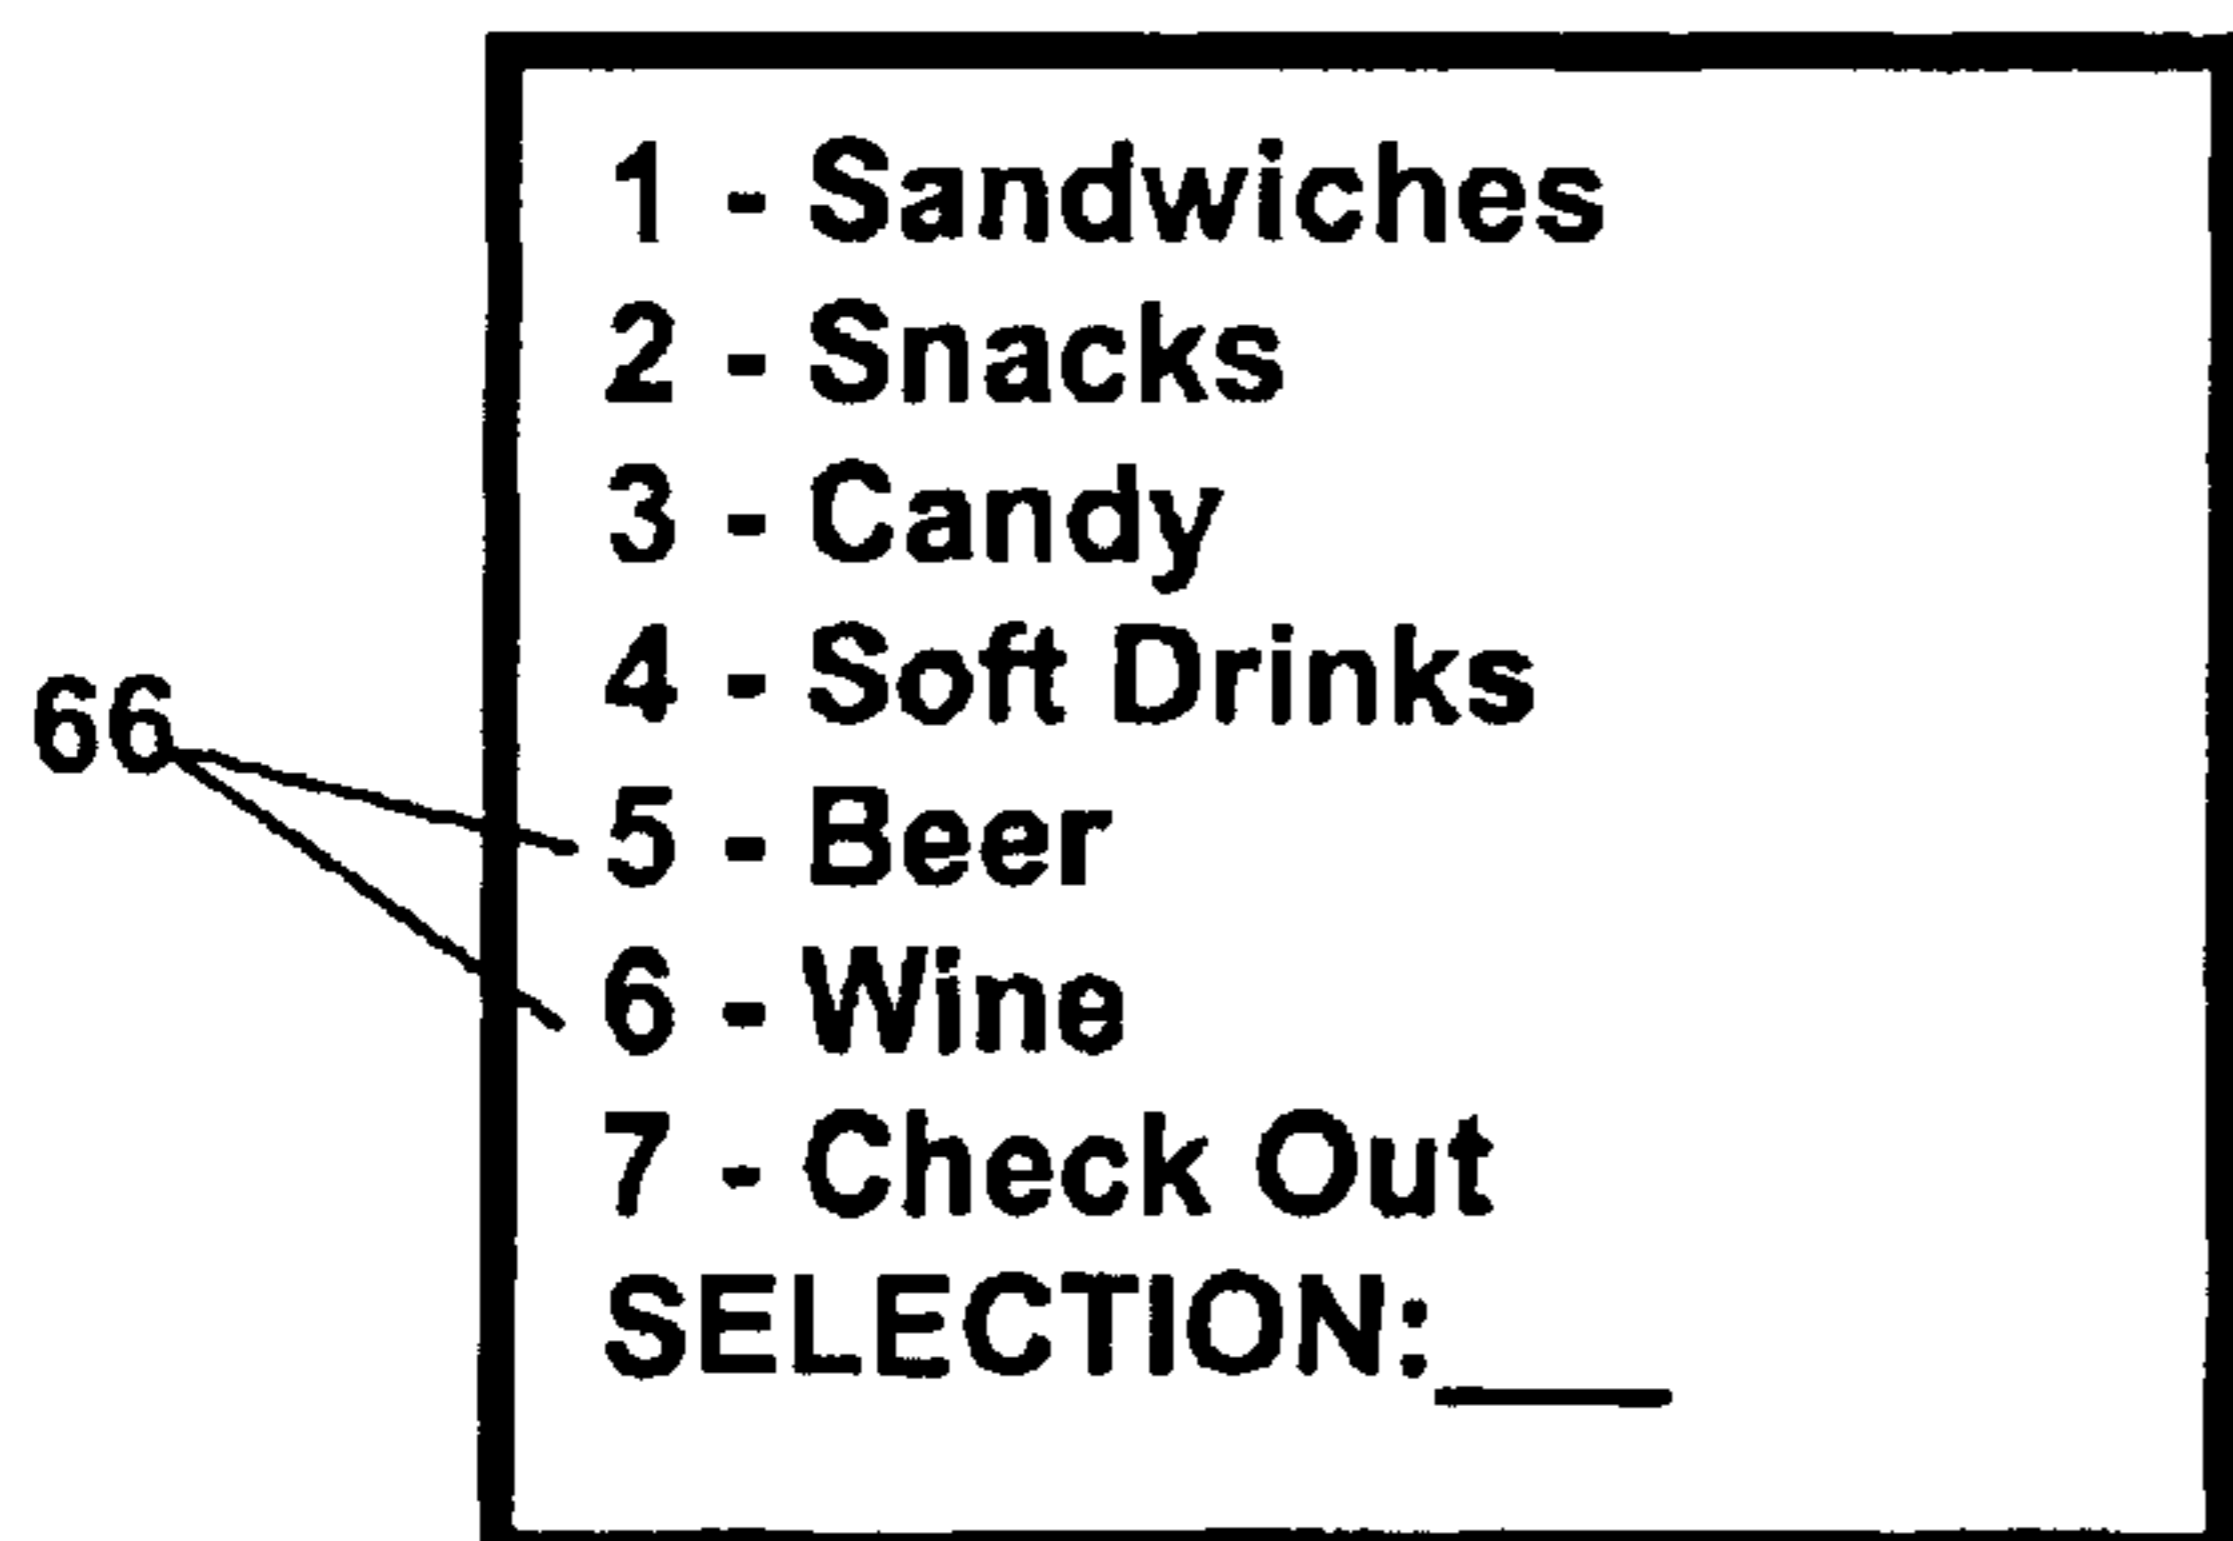 1 - Sandwiches
2 - Snacks
3 - Candy
4 - Soft Drinks
66
5 - Beer
6 - Wine
7 - Check Out
SELECTION:___